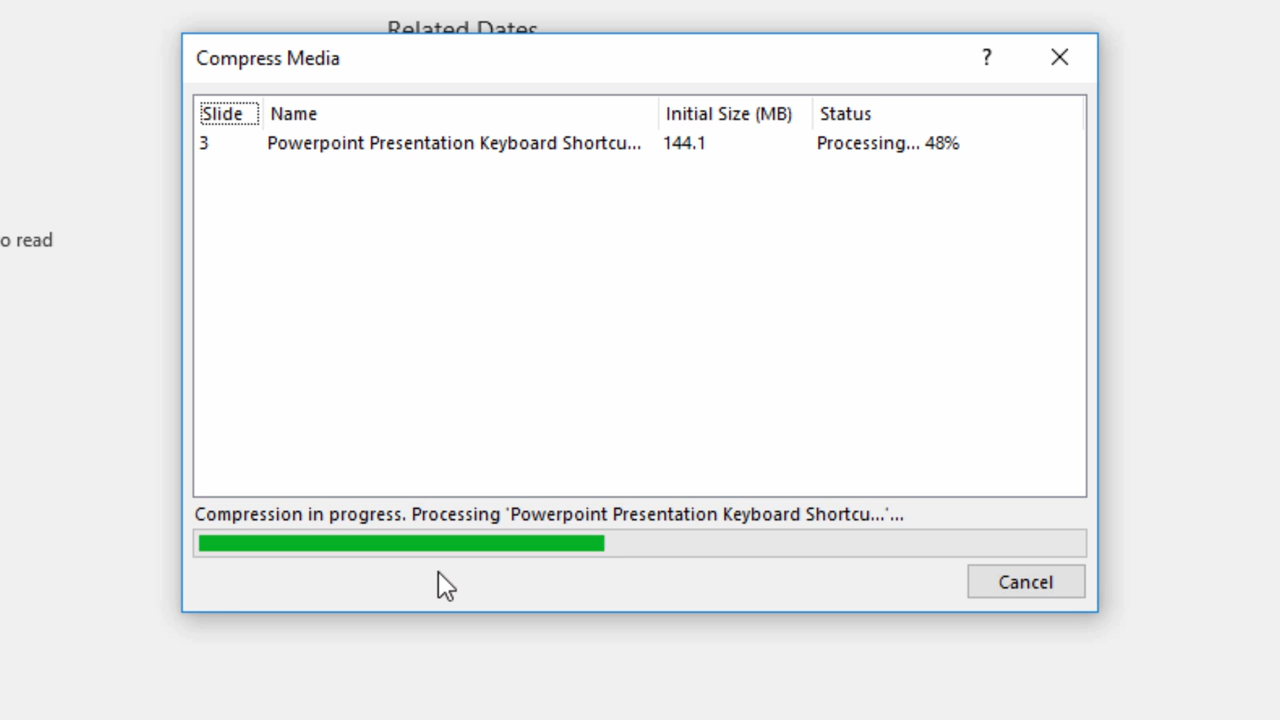 Related Dates
Compress Media ?
Slide Name Initial Size (MB) Status
3 Powerpoint Presentation Keyboard Shortcu... 144.1 Processing... 48%
o read
Compression in progress. Processing 'Powerpoint Presentation Keyboard Shortcu...'...
Cancel